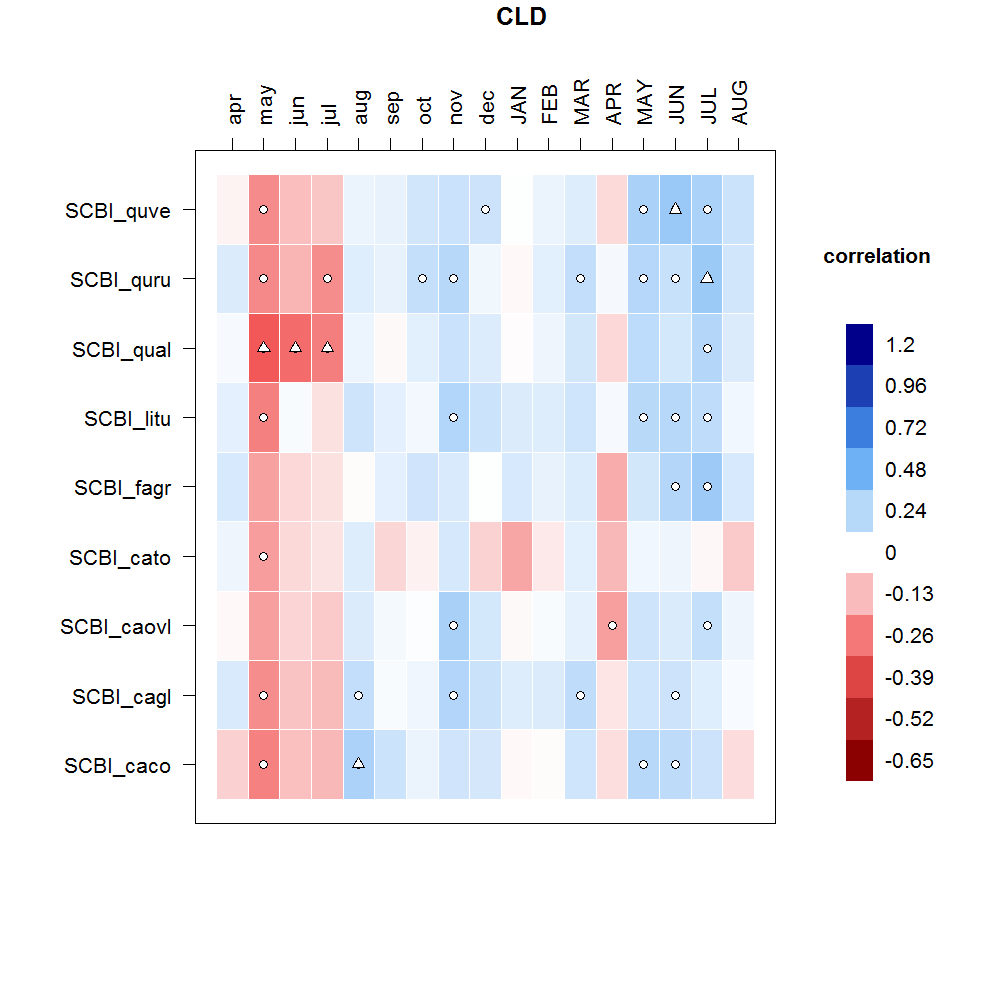 CLD
apr may jun jul aug sep oct nov dec JAN FEB MAR APR MAY JUN JUL AUG
SCBI_quve
SCBI_quru
SCBI_qual
SCBI_litu
SCBI_fagr
SCBI_cato
SCBI_caovl
SCBI_cagl
SCBI_caco
correlation
1.2
0.96
0.72
0.48
0.24
0
-0.13
-0.26
-0.39
-0.52
-0.65